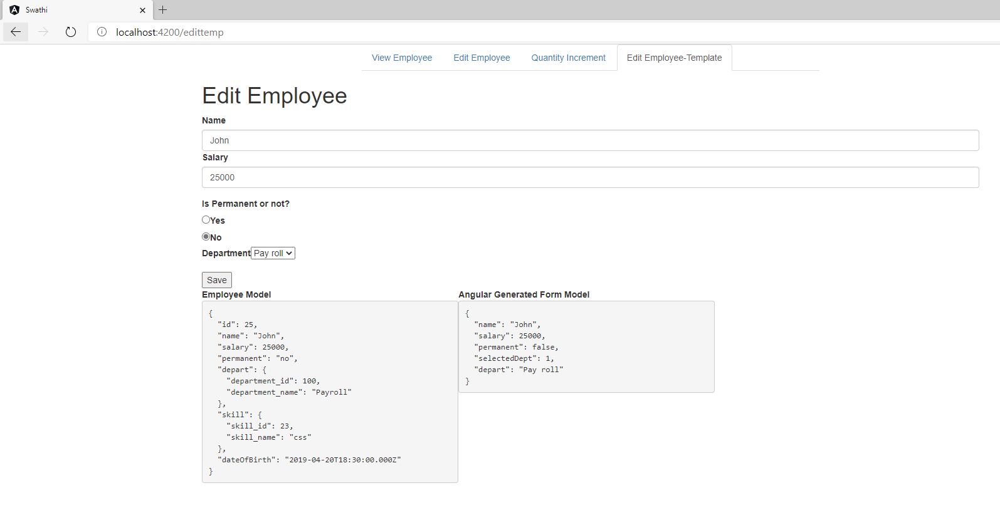 Swathi
localhost:4200/edittemp
View Employee Edit Employee Quantity Increment Edit Employee-Template
Edit Employee
Name
John
Salary
25000
Is Permanent or not?
Yes
No
Department Pay roll
Save
Employee Model
{
  "id": 25,
  "name": "John",
  "salary": 25000,
  "permanent": "no",
  "depart": {
    "department_id": 100,
    "department_name": "Payroll"
  },
  "skill": {
    "skill_id": 23,
    "skill_name": "css"
  },
  "dateOfBirth": "2019-04-20T18:30:00.000Z"
}
Angular Generated Form Model
{
  "name": "John",
  "salary": 25000,
  "permanent": false,
  "selectedDept": 1,
  "depart": "Pay roll"
}